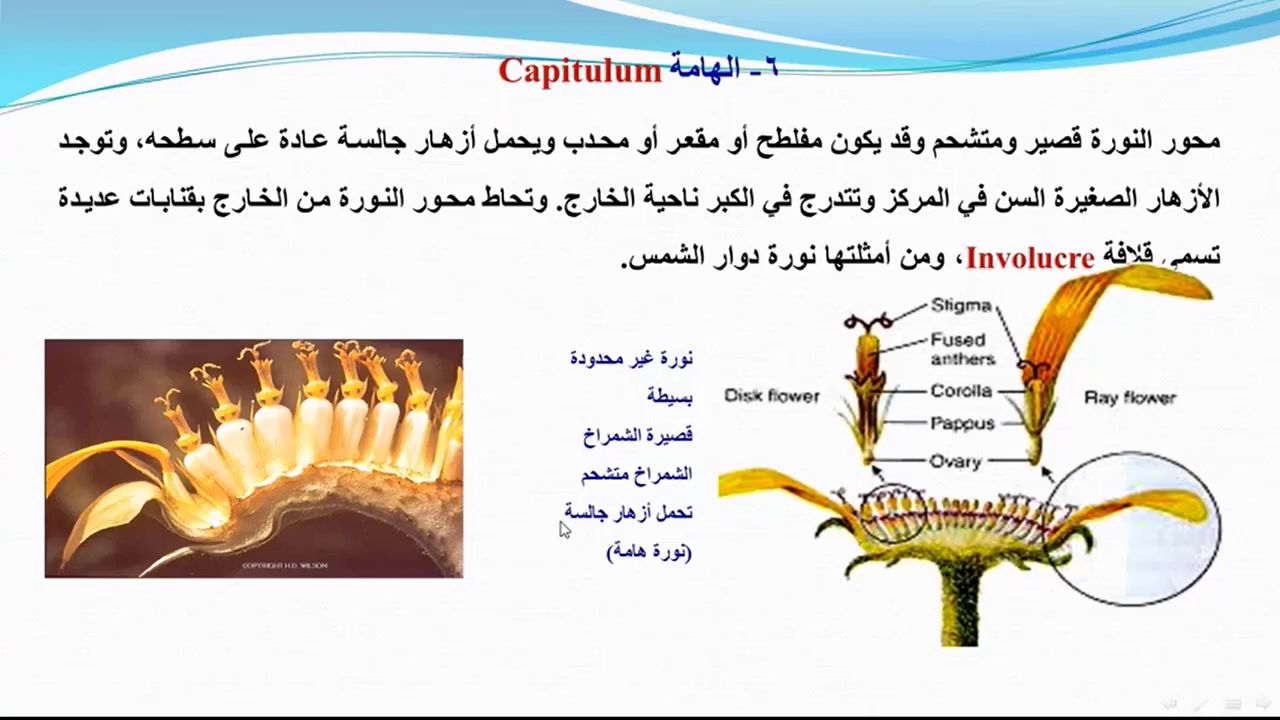 ٦- الهامة Capitulum
محور النورة قصير ومتشحم وقد يكون مفلطح أو مقعر أو محدب ويحمل أزهار جالسة عادة على سطحه، وتوجد
الأزهار الصغيرة السن في المركز وتتدرج في الكبر ناحية الخارج. وتحاط محور النورة من الخارج بقنابات عديدة
تسمى قلافة Involucre، ومن أمثلتها نورة دوار الشمس.
نورة غير محدودة
بسيطة
قصيرة الشمراخ
الشمراخ متشحم
تحمل أزهار جالسة
(نورة هامة)
Stigma
Fused
anthers
Disk flower
Corolla
Ray flower
Pappus
Ovary
COPYRIGHT H.D. WILSON